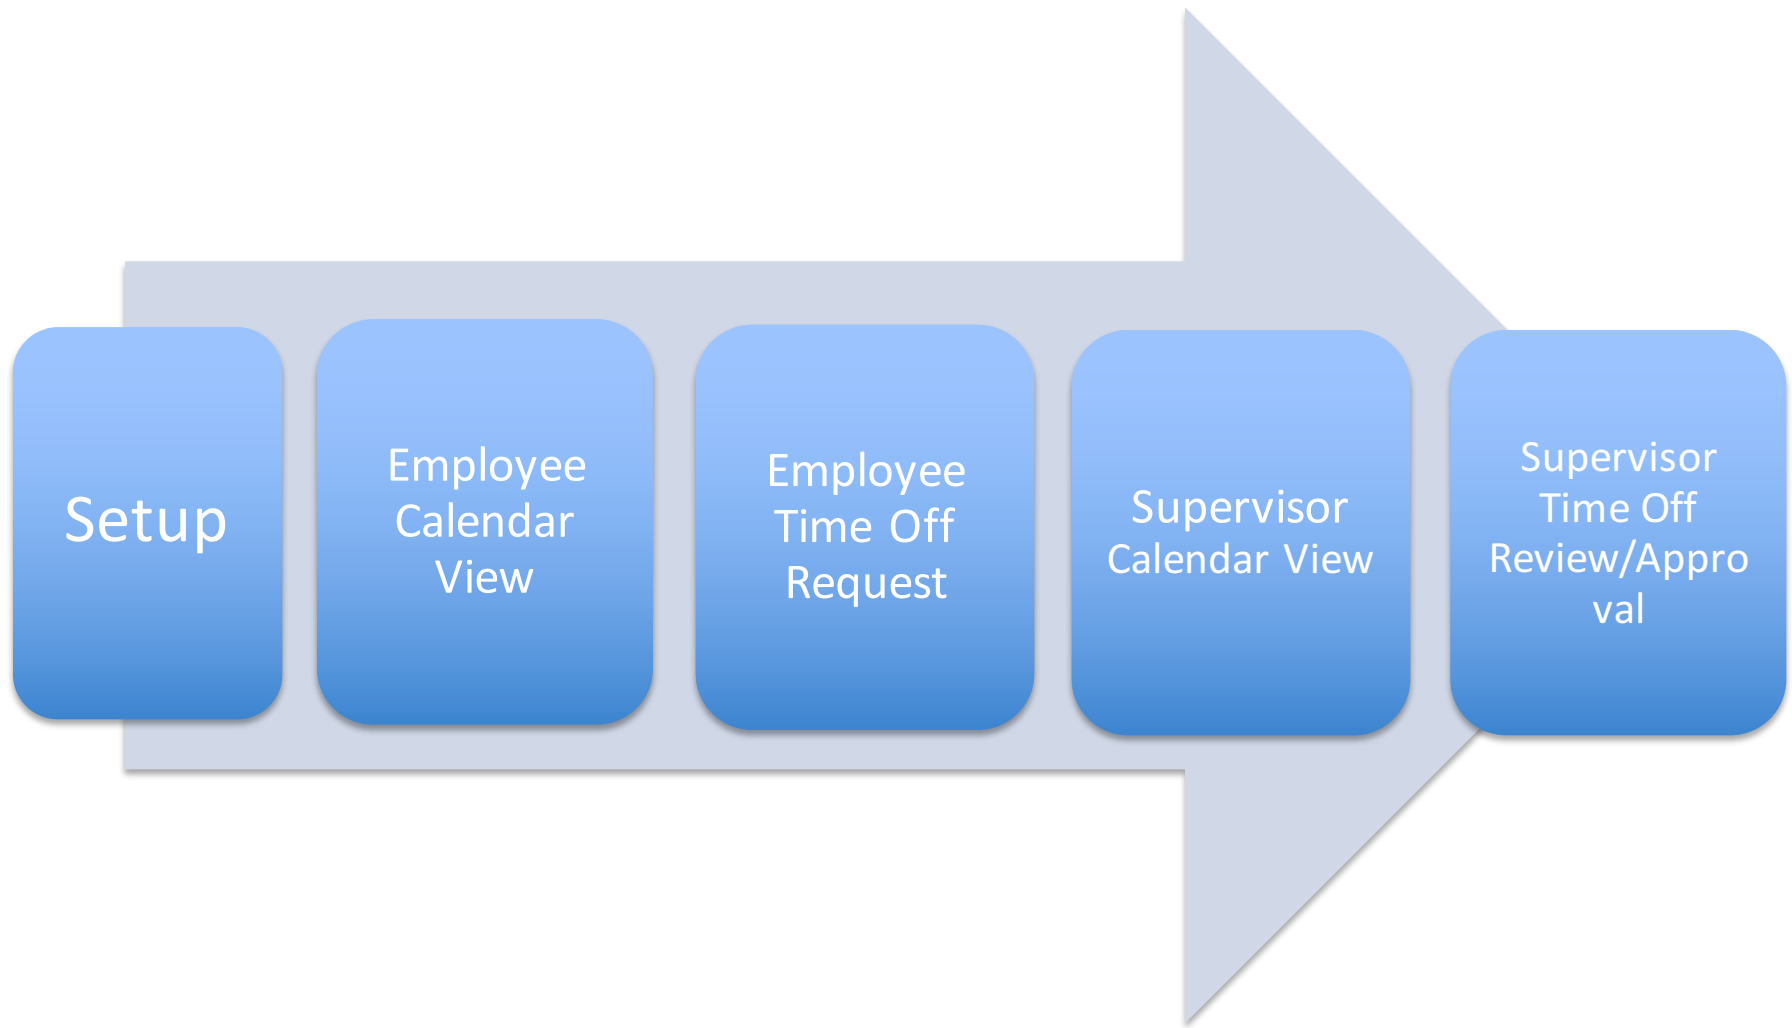 Setup
Employee
Calendar
View
Employee
Time Off
Request
Supervisor
Calendar View
Supervisor
Time Off
Review/Appro
val